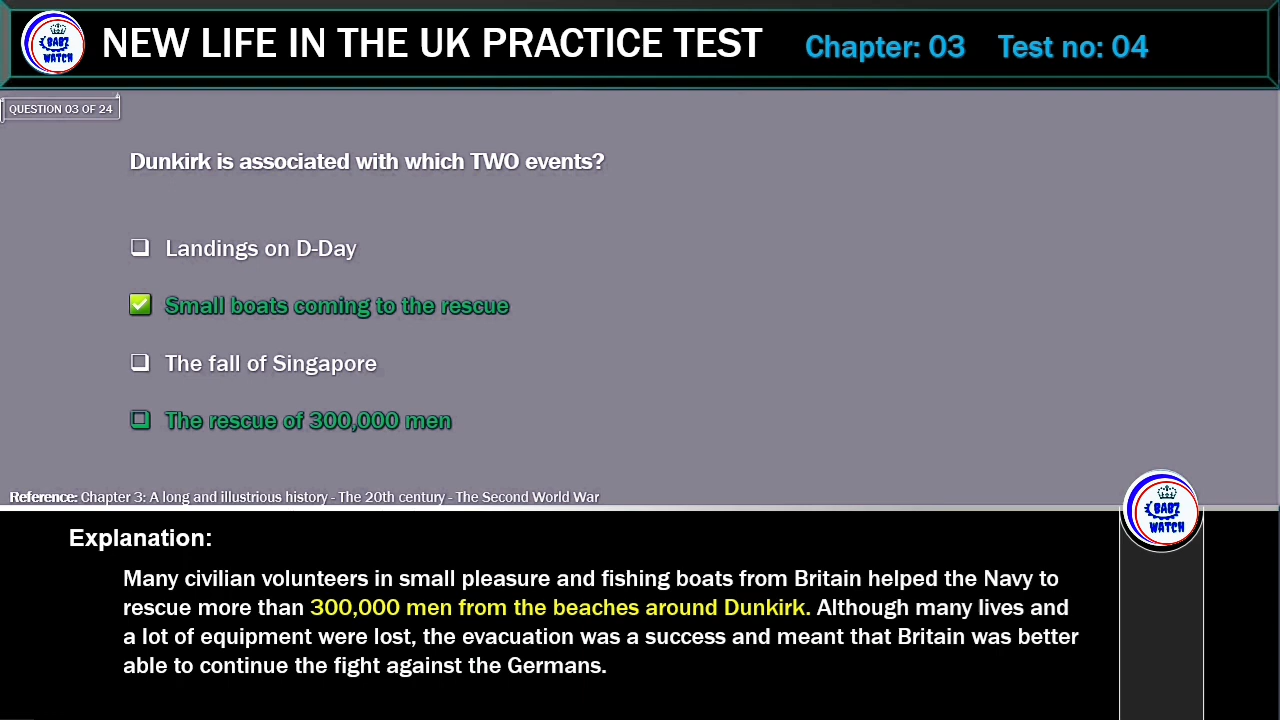 BABZ
WATCH
NEW LIFE IN THE UK PRACTICE TEST
Chapter: 03
Test no: 04
QUESTION 03 OF 24
Dunkirk is associated with which TWO events?
Landings on D-Day
Small boats coming to the rescue
The fall of Singapore
The rescue of 300,000 men
Reference: Chapter 3: A long and illustrious history - The 20th century - The Second World War
BABZ
WATCH
Explanation:
Many civilian volunteers in small pleasure and fishing boats from Britain helped the Navy to
rescue more than 300,000 men from the beaches around Dunkirk. Although many lives and
a lot of equipment were lost, the evacuation was a success and meant that Britain was better
able to continue the fight against the Germans.